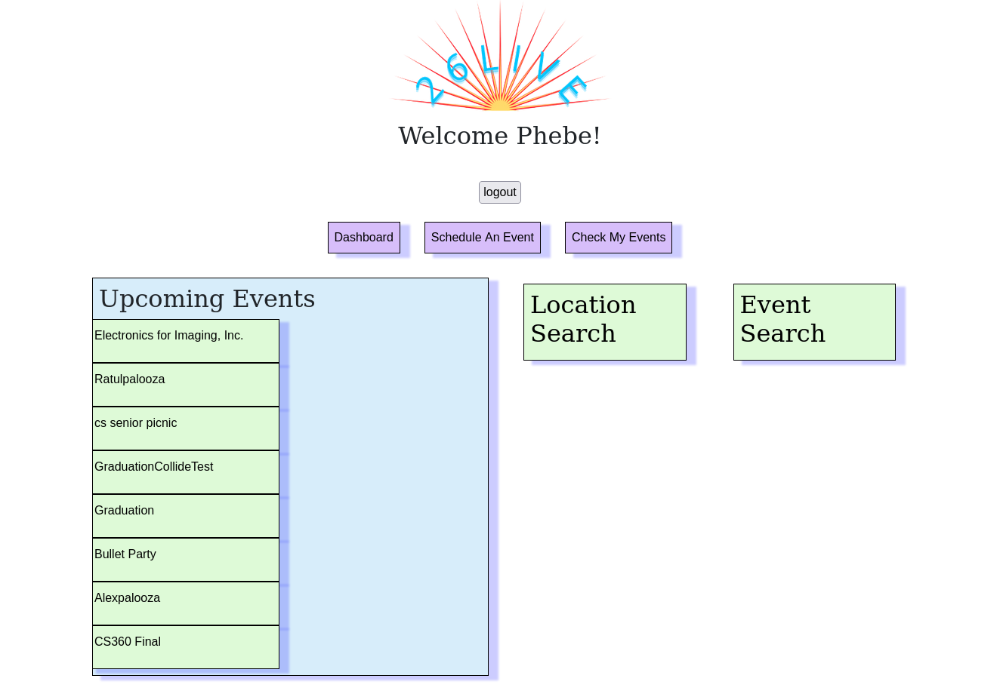 26LIVE
Welcome Phebe!
logout
Dashboard
Schedule An Event
Check My Events
Upcoming Events
Electronics for Imaging, Inc.
Ratulpalooza
cs senior picnic
GraduationCollideTest
Graduation
Bullet Party
Alexpalooza
CS360 Final
Location
Search
Event
Search